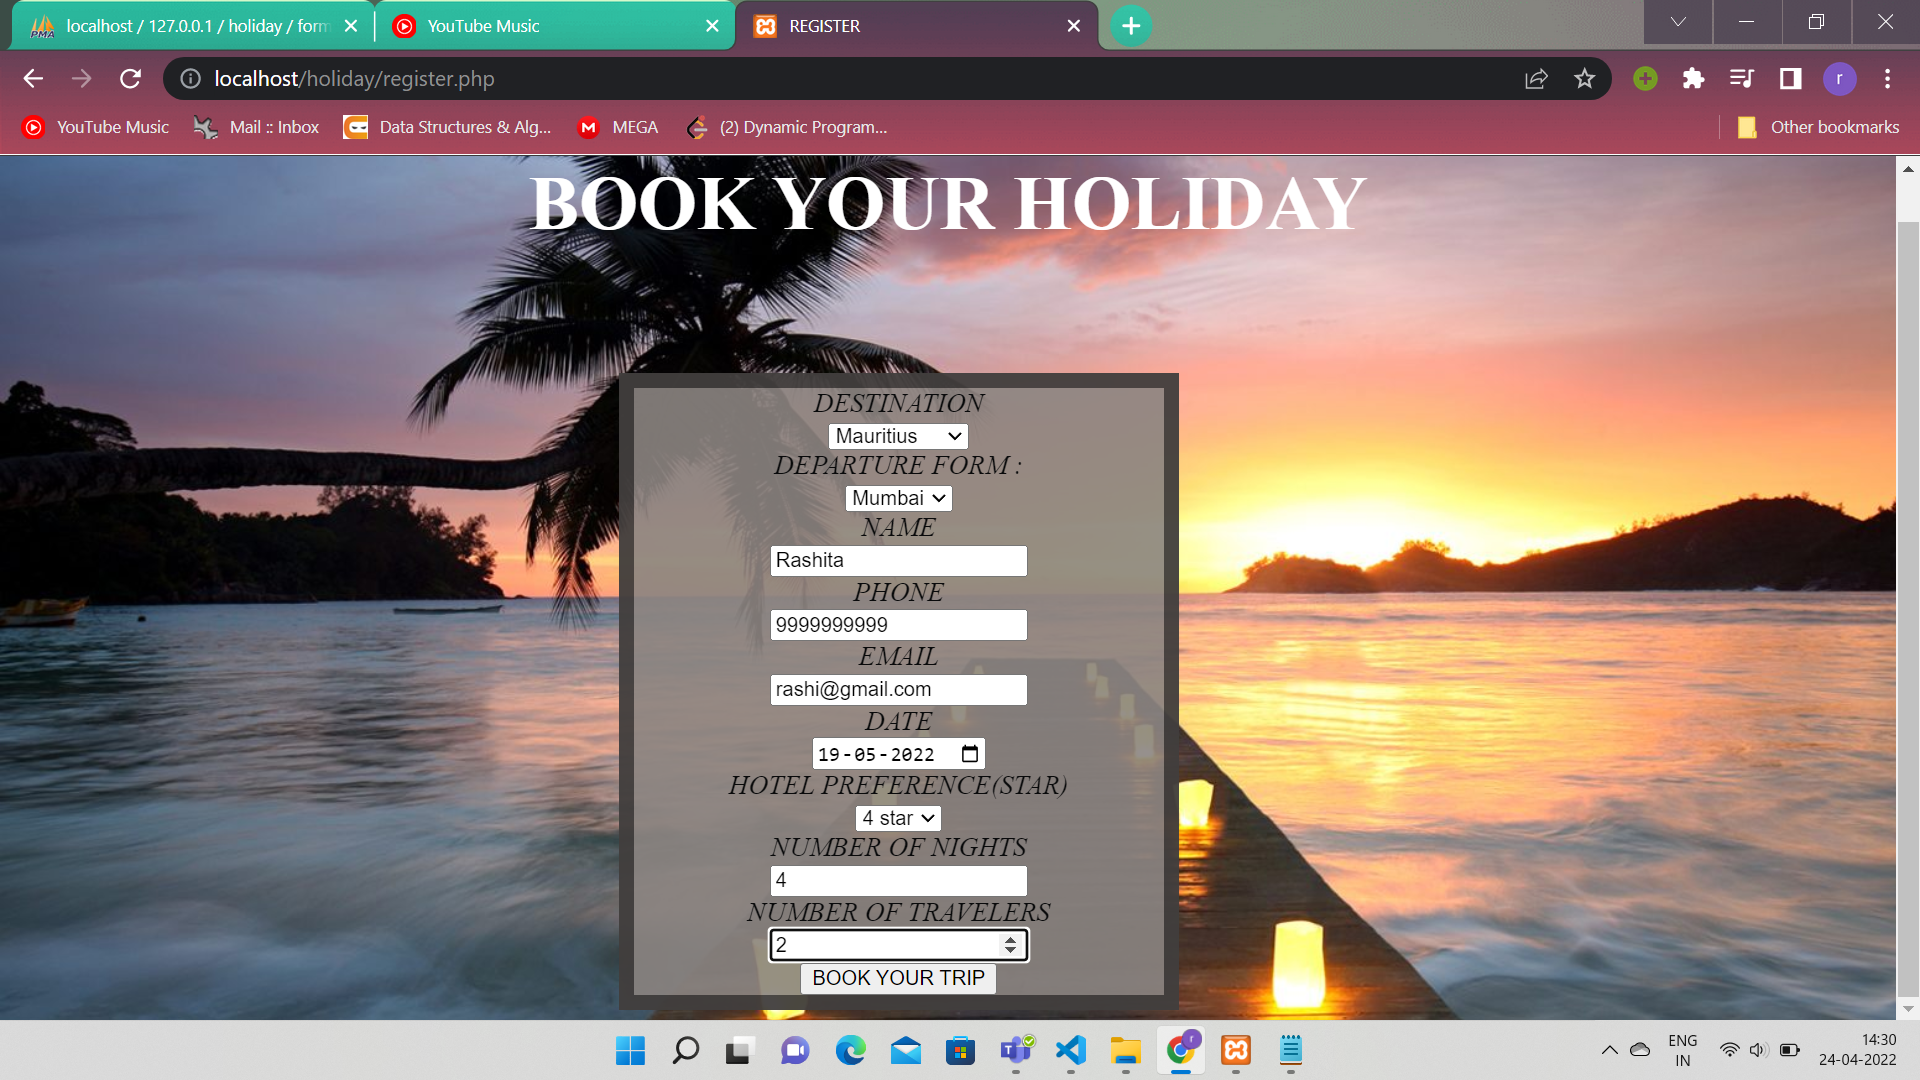 localhost / 127.0.0.1 / holiday / form
YouTube Music
REGISTER
localhost/holiday/register.php
r
YouTube Music
Mail :: Inbox
Data Structures & Alg...
MEGA
(2) Dynamic Program...
Other bookmarks
BOOK YOUR HOLIDAY
DESTINATION
Mauritius
DEPARTURE FORM :
Mumbai
NAME
Rashita
PHONE
9999999999
EMAIL
rashi@gmail.com
DATE
19-05-2022
HOTEL PREFERENCE(STAR)
4 star
NUMBER OF NIGHTS
4
NUMBER OF TRAVELERS
2
BOOK YOUR TRIP
ENG
IN
14:30
24-04-2022